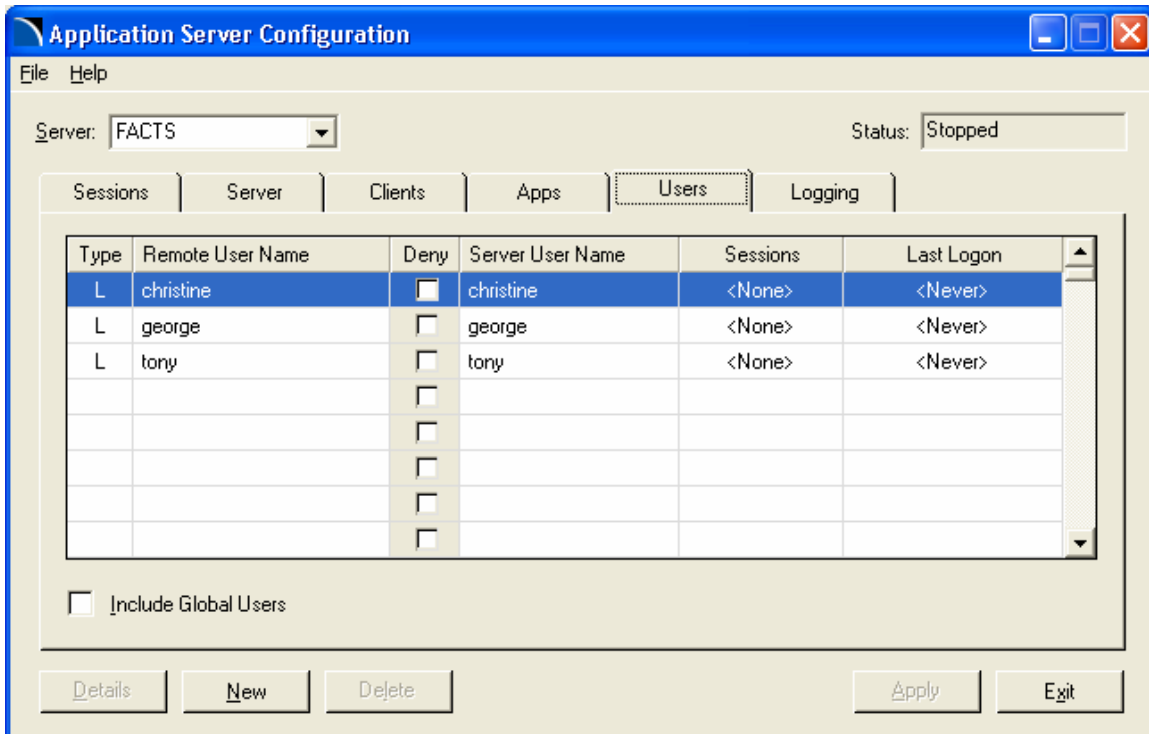 Application Server Configuration
File Help
Server: FACTS Status: Stopped
Sessions Server Clients Apps Users Logging
Type Remote User Name Deny Server User Name Sessions Last Logon
L christine christine <None> <Never>
L george george <None> <Never>
L tony tony <None> <Never>
Include Global Users
Details New Delete Apply Exit